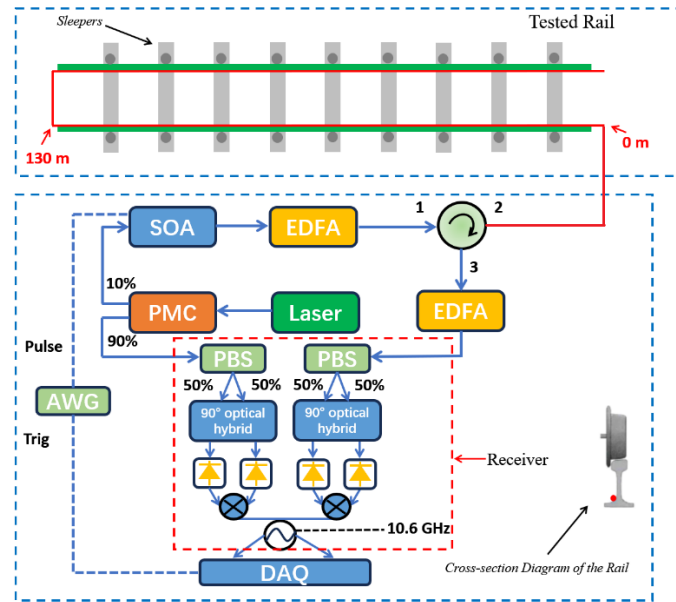 Sleepers
Tested Rail
130 m
0 m
1
2
SOA
EDFA
3
10%
PMC
Laser
EDFA
90%
Pulse
PBS
PBS
50%
50%
50%
50%
AWG
90° optical
hybrid
90° optical
hybrid
Trig
Receiver
10.6 GHz
DAQ
Cross-section Diagram of the Rail